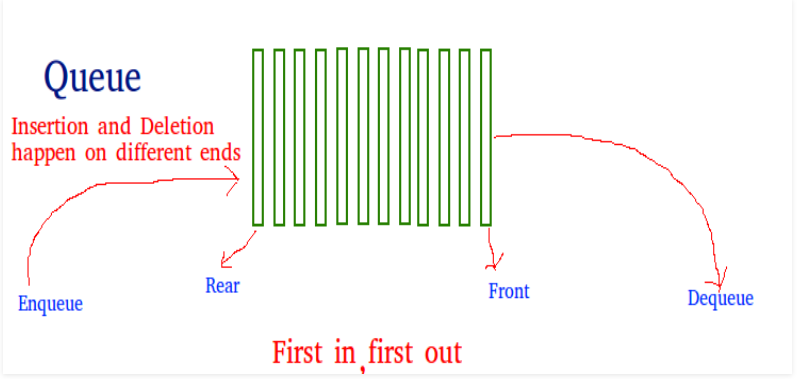 Queue
Insertion and Deletion
happen on different ends
Enqueue
Rear
Front
Dequeue
First in,first out